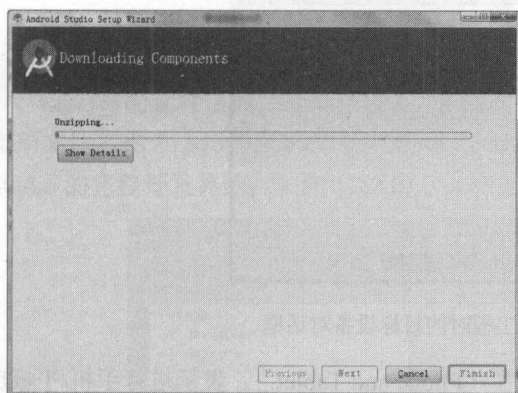 Android Studio Setup Wizard
Downloading Components
Unzipping...
Show Details
Previous
Next
Cancel
Finish